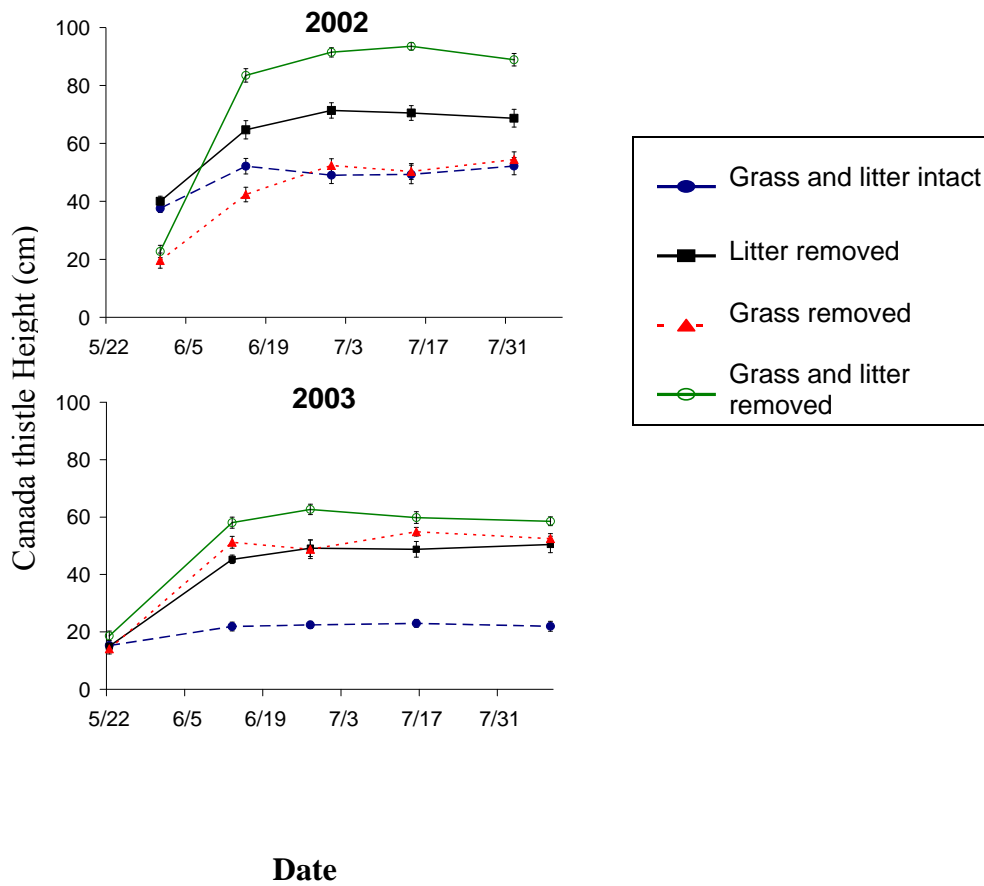 2002
100
80
60
40
20
0
5/22 6/5 6/19 7/3 7/17 7/31
Canada thistle Height (cm)
2003
100
80
60
40
20
0
5/22 6/5 6/19 7/3 7/17 7/31
Date
Grass and litter intact
Litter removed
Grass removed
Grass and litter
removed